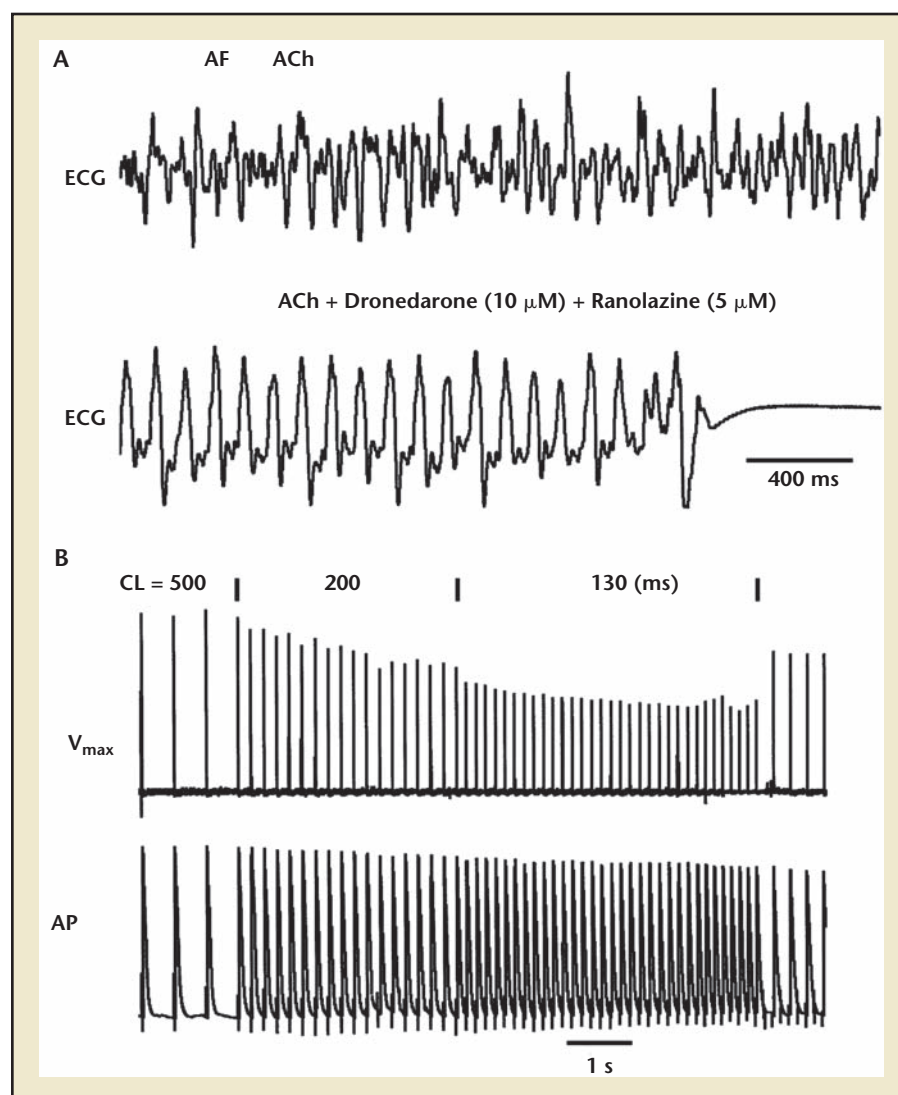 A
AF ACh
ECG
ACh + Dronedarone (10 μM) + Ranolazine (5 μM)
ECG
400 ms
B
CL = 500 200 130 (ms)
Vmax
AP
1 s